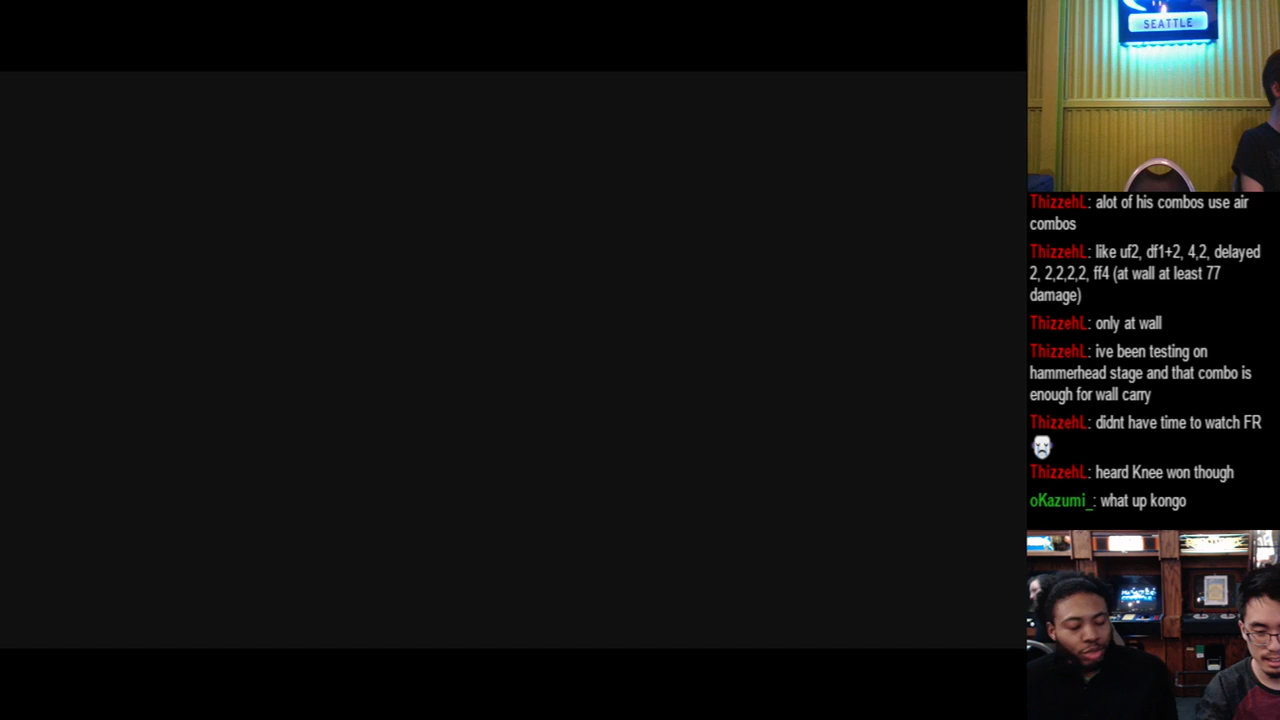 SEATTLE
ThizzehL: alot of his combos use air
combos
ThizzehL: like uf2, df1+2, 4,2, delayed
2, 2,2,2,2, ff4 (at wall at least 77
damage)
ThizzehL: only at wall
ThizzehL: ive been testing on
hammerhead stage and that combo is
enough for wall carry
ThizzehL: didnt have time to watch FR
ThizzehL: heard Knee won though
oKazumi_: what up kongo